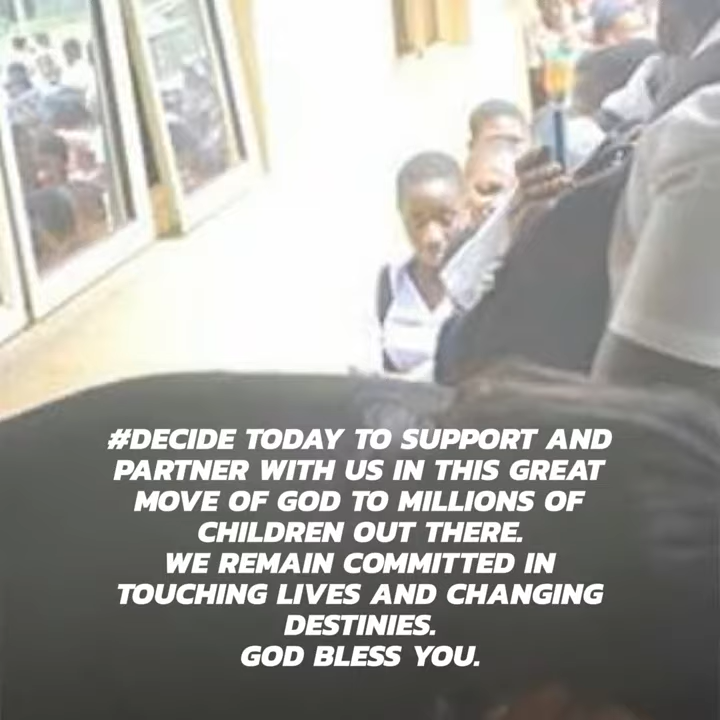 #DECIDE TODAY TO SUPPORT AND
PARTNER WITH US IN THIS GREAT
MOVE OF GOD TO MILLIONS OF
CHILDREN OUT THERE.
WE REMAIN COMMITTED IN
TOUCHING LIVES AND CHANGING
DESTINIES.
GOD BLESS YOU.